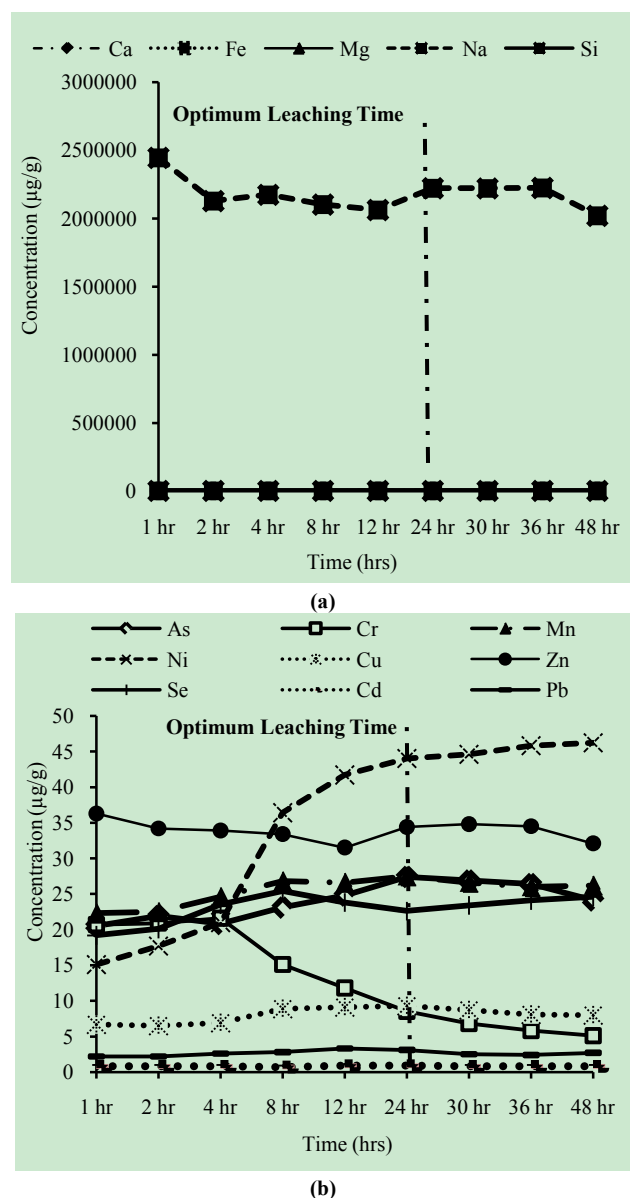 Ca Fe Mg Na Si
3000000
Optimum Leaching Time
2500000
2000000
1500000
1000000
500000
0
Concentration (µg/g)
1 hr 2 hr 4 hr 8 hr 12 hr 24 hr 30 hr 36 hr 48 hr
Time (hrs)
(a)
As Cr Mn
Ni Cu Zn
Se Cd Pb
50
Optimum Leaching Time
45
40
35
30
25
20
15
10
5
0
Concentration (µg/g)
1 hr 2 hr 4 hr 8 hr 12 hr 24 hr 30 hr 36 hr 48 hr
Time (hrs)
(b)